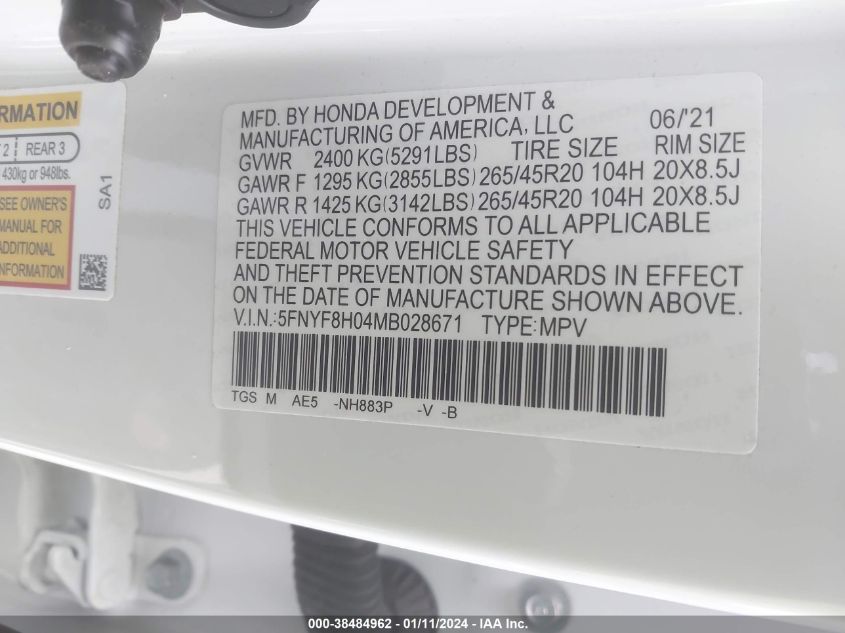 RMATION
2 REAR 3
430kg or 948lbs.
SEE OWNER'S
MANUAL FOR
ADDITIONAL
INFORMATION
SA1
MFD. BY HONDA DEVELOPMENT &
MANUFACTURING OF AMERICA, LLC 06/'21
GVWR 2400 KG(5291LBS) TIRE SIZE RIM SIZE
GAWR F 1295 KG(2855LBS) 265/45R20 104H 20X8.5J
GAWR R 1425 KG(3142LBS) 265/45R20 104H 20X8.5J
THIS VEHICLE CONFORMS TO ALL APPLICABLE
FEDERAL MOTOR VEHICLE SAFETY
AND THEFT PREVENTION STANDARDS IN EFFECT
ON THE DATE OF MANUFACTURE SHOWN ABOVE.
V.I.N.:5FNYF8H04MB028671 TYPE:MPV
TGS M AE5 -NH883P -V -B
000-38484962 - 01/11/2024 - IAA Inc.